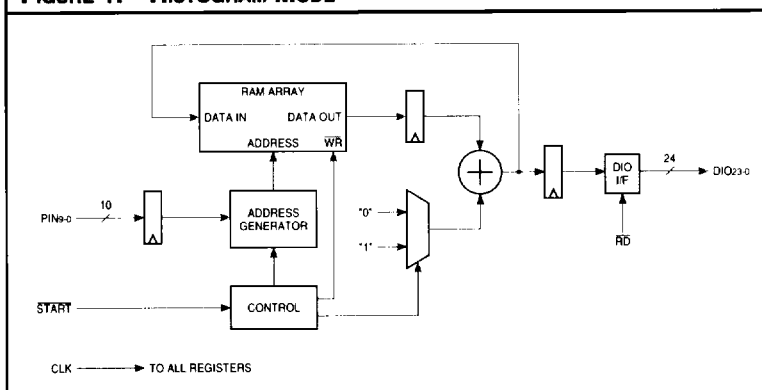 FIGURE 1. HISTOGRAM MODE
RAM ARRAY
DATA IN DATA OUT
ADDRESS WR
24
DIO
I/F
DIO23-0
10
PIN9-0
ADDRESS
GENERATOR
"0"
"1"
RD
START
CONTROL
CLK TO ALL REGISTERS